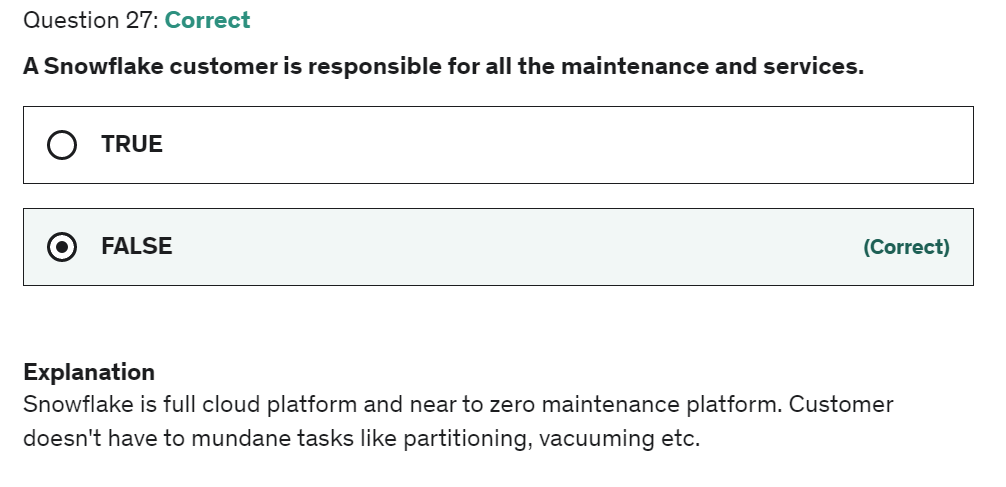 Question 27: Correct
A Snowflake customer is responsible for all the maintenance and services.
TRUE
FALSE
(Correct)
Explanation
Snowflake is full cloud platform and near to zero maintenance platform. Customer
doesn't have to mundane tasks like partitioning, vacuuming etc.